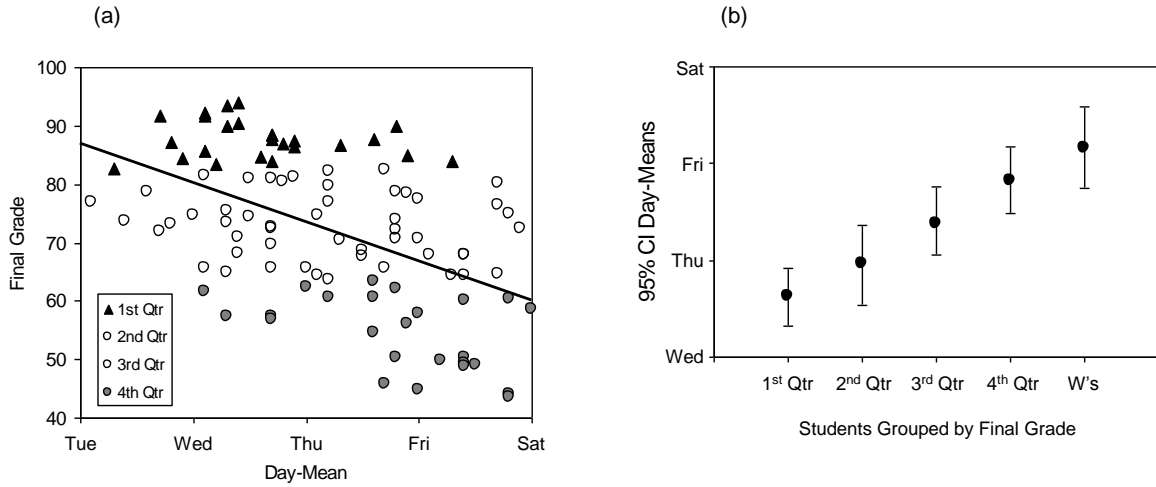 (a)
100
90
80
70
60
50
40
Final Grade
1st Qtr
2nd Qtr
3rd Qtr
4th Qtr
Tue Wed Thu Fri Sat
Day-Mean
(b)
Sat
Fri
Thu
Wed
95% CI Day-Means
1st Qtr 2nd Qtr 3rd Qtr 4th Qtr W's
Students Grouped by Final Grade